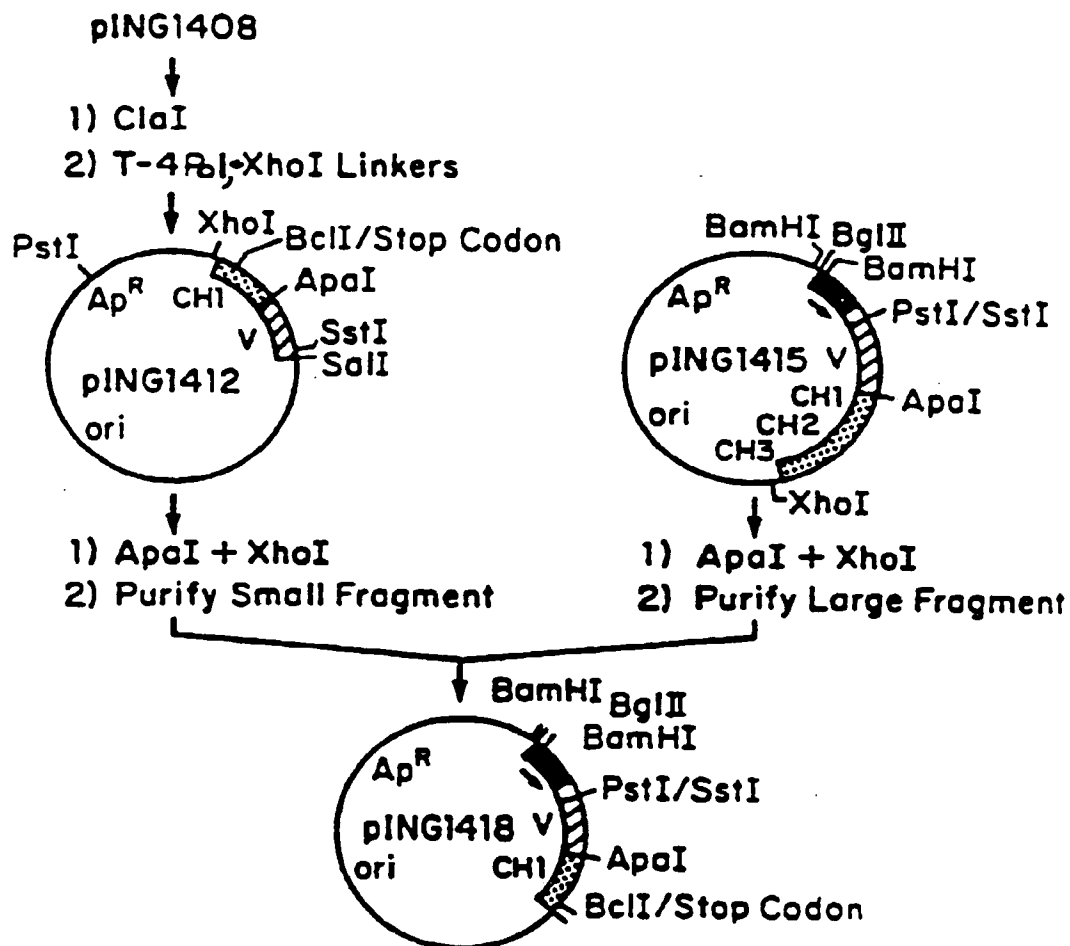 pING1408
1) ClaI
2) T-4 Pol, XhoI Linkers
PstI
XhoI
BclI/Stop Codon
ApaI
SstI
SalI
Ap^R
CH1
V
pING1412
ori
BamHI
BglII
BamHI
PstI/SstI
Ap^R
pING1415
V
CH1
CH2
CH3
ori
ApaI
XhoI
1) ApaI + XhoI
2) Purify Small Fragment
1) ApaI + XhoI
2) Purify Large Fragment
BamHI
BglII
BamHI
PstI/SstI
Ap^R
pING1418
V
ori
CH1
ApaI
BclI/Stop Codon